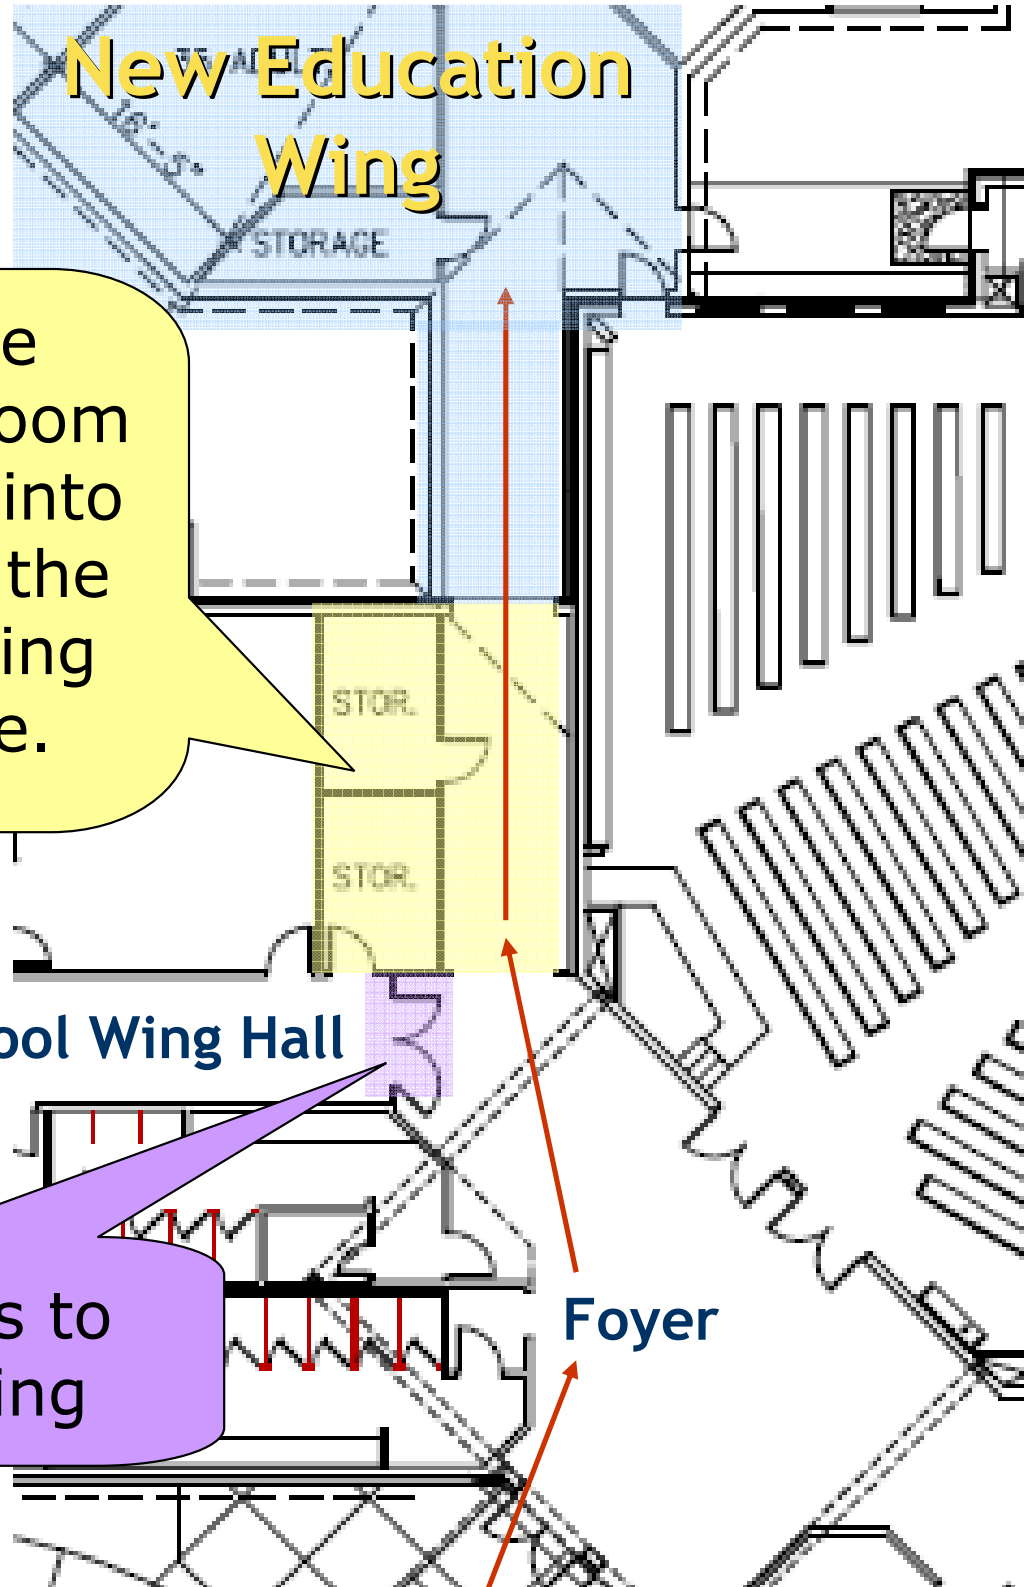 New Education
Wing
STORAGE
e
oom
into
the
ing
e.
STOR.
STOR.
ool Wing Hall
s to
ing
Foyer